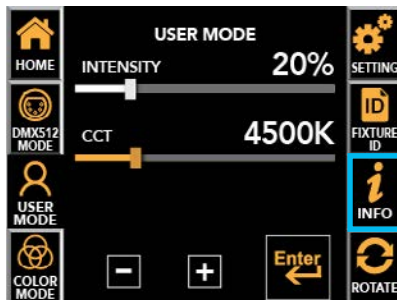 HOME
DMX512
MODE
USER
MODE
COLOR
MODE
USER MODE
INTENSITY 20%
CCT 4500K
-
+
Enter
SETTING
ID
FIXTURE
ID
i
INFO
ROTATE